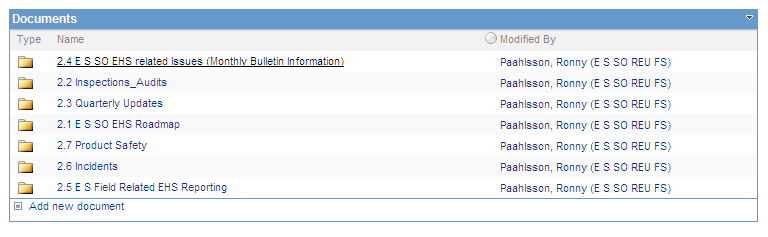 Documents
Type Name Modified By
2.4 E S SO EHS related Issues (Monthly Bulletin Information) Paahlsson, Ronny (E S SO REU FS)
2.2 Inspections_Audits Paahlsson, Ronny (E S SO REU FS)
2.3 Quarterly Updates Paahlsson, Ronny (E S SO REU FS)
2.1 E S SO EHS Roadmap Paahlsson, Ronny (E S SO REU FS)
2.7 Product Safety Paahlsson, Ronny (E S SO REU FS)
2.6 Incidents Paahlsson, Ronny (E S SO REU FS)
2.5 E S Field Related EHS Reporting Paahlsson, Ronny (E S SO REU FS)
Add new document